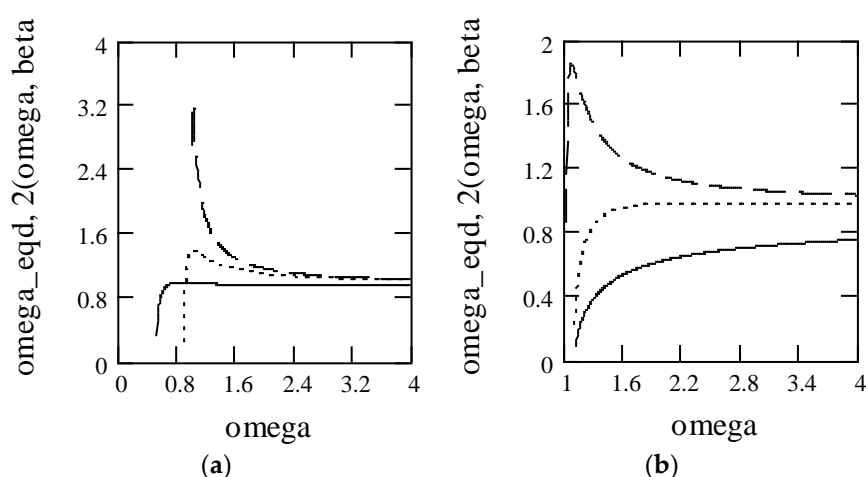 omega_eqd, 2(omega, beta
4
3.2
2.4
1.6
0.8
0
0 0.8 1.6 2.4 3.2 4
omega
(a)
omega_eqd, 2(omega, beta
2
1.6
1.2
0.8
0.4
0
1 1.6 2.2 2.8 3.4 4
omega
(b)